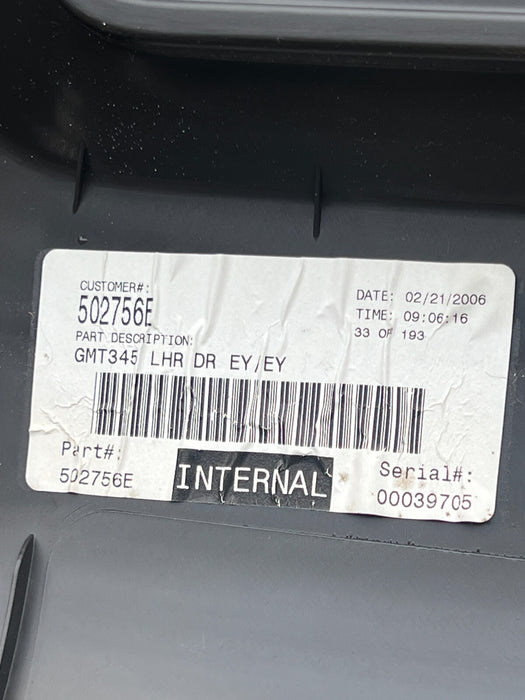 CUSTOMER#:
502756E
DATE: 02/21/2006
TIME: 09:06:16
33 OF 193
PART DESCRIPTION:
GMT345 LHR DR EY/EY
Part#:
502756E
INTERNAL
Serial#:
00039705